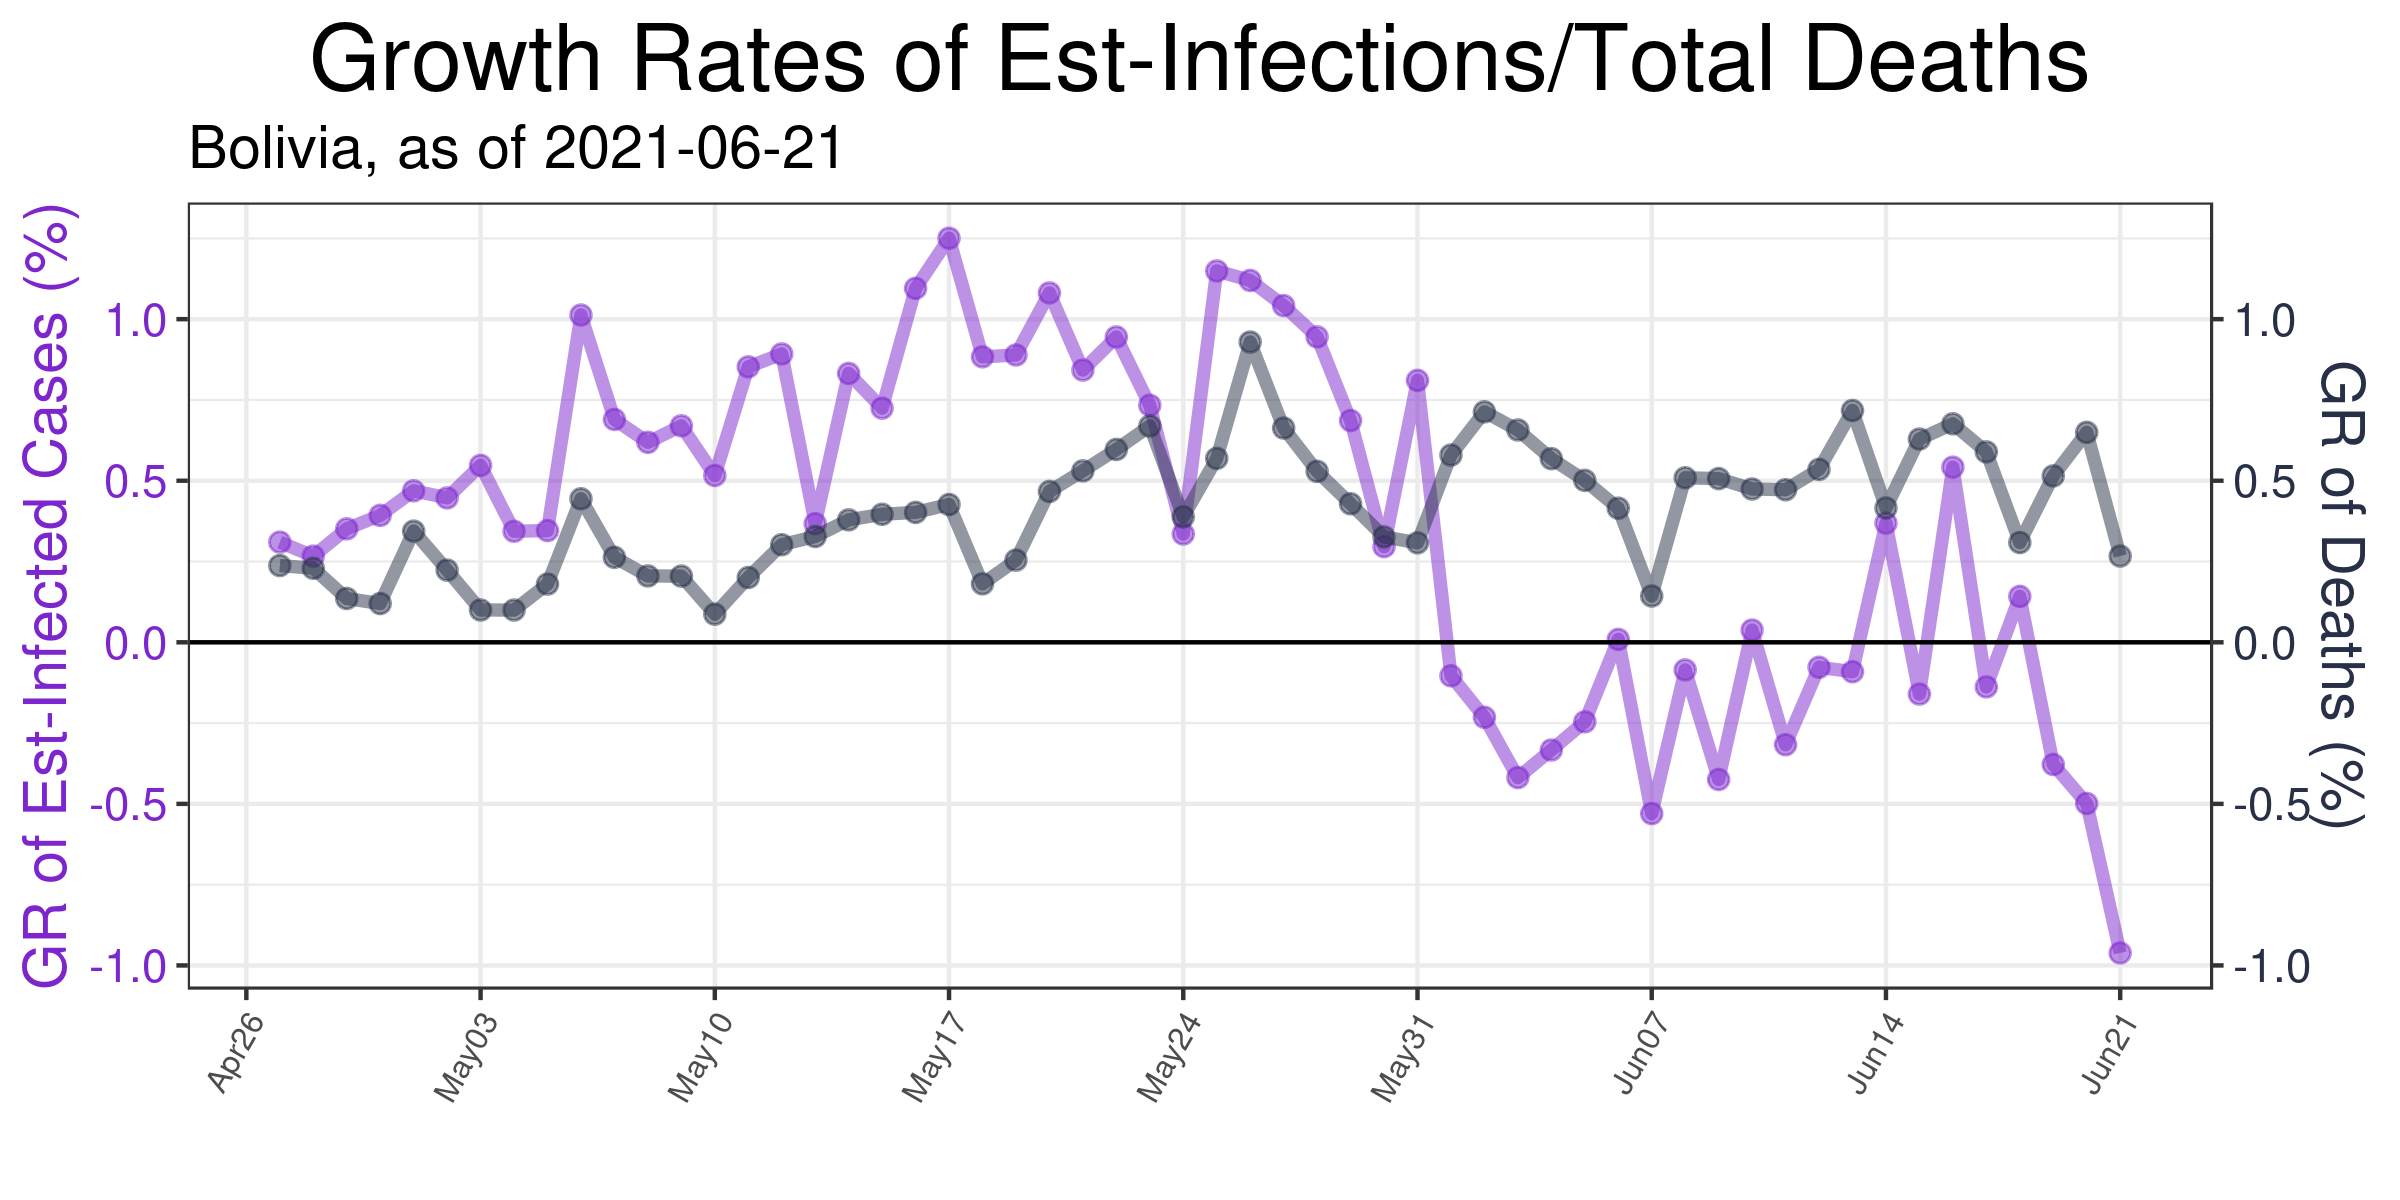 Growth Rates of Est-Infections/Total Deaths
Bolivia, as of 2021-06-21
GR of Est-Infected Cases (%)
1.0
0.5
0.0
-0.5
-1.0
1.0
0.5
0.0
-0.5
-1.0
GR of Deaths (%)
Apr26
May03
May10
May17
May24
May31
Jun07
Jun14
Jun21